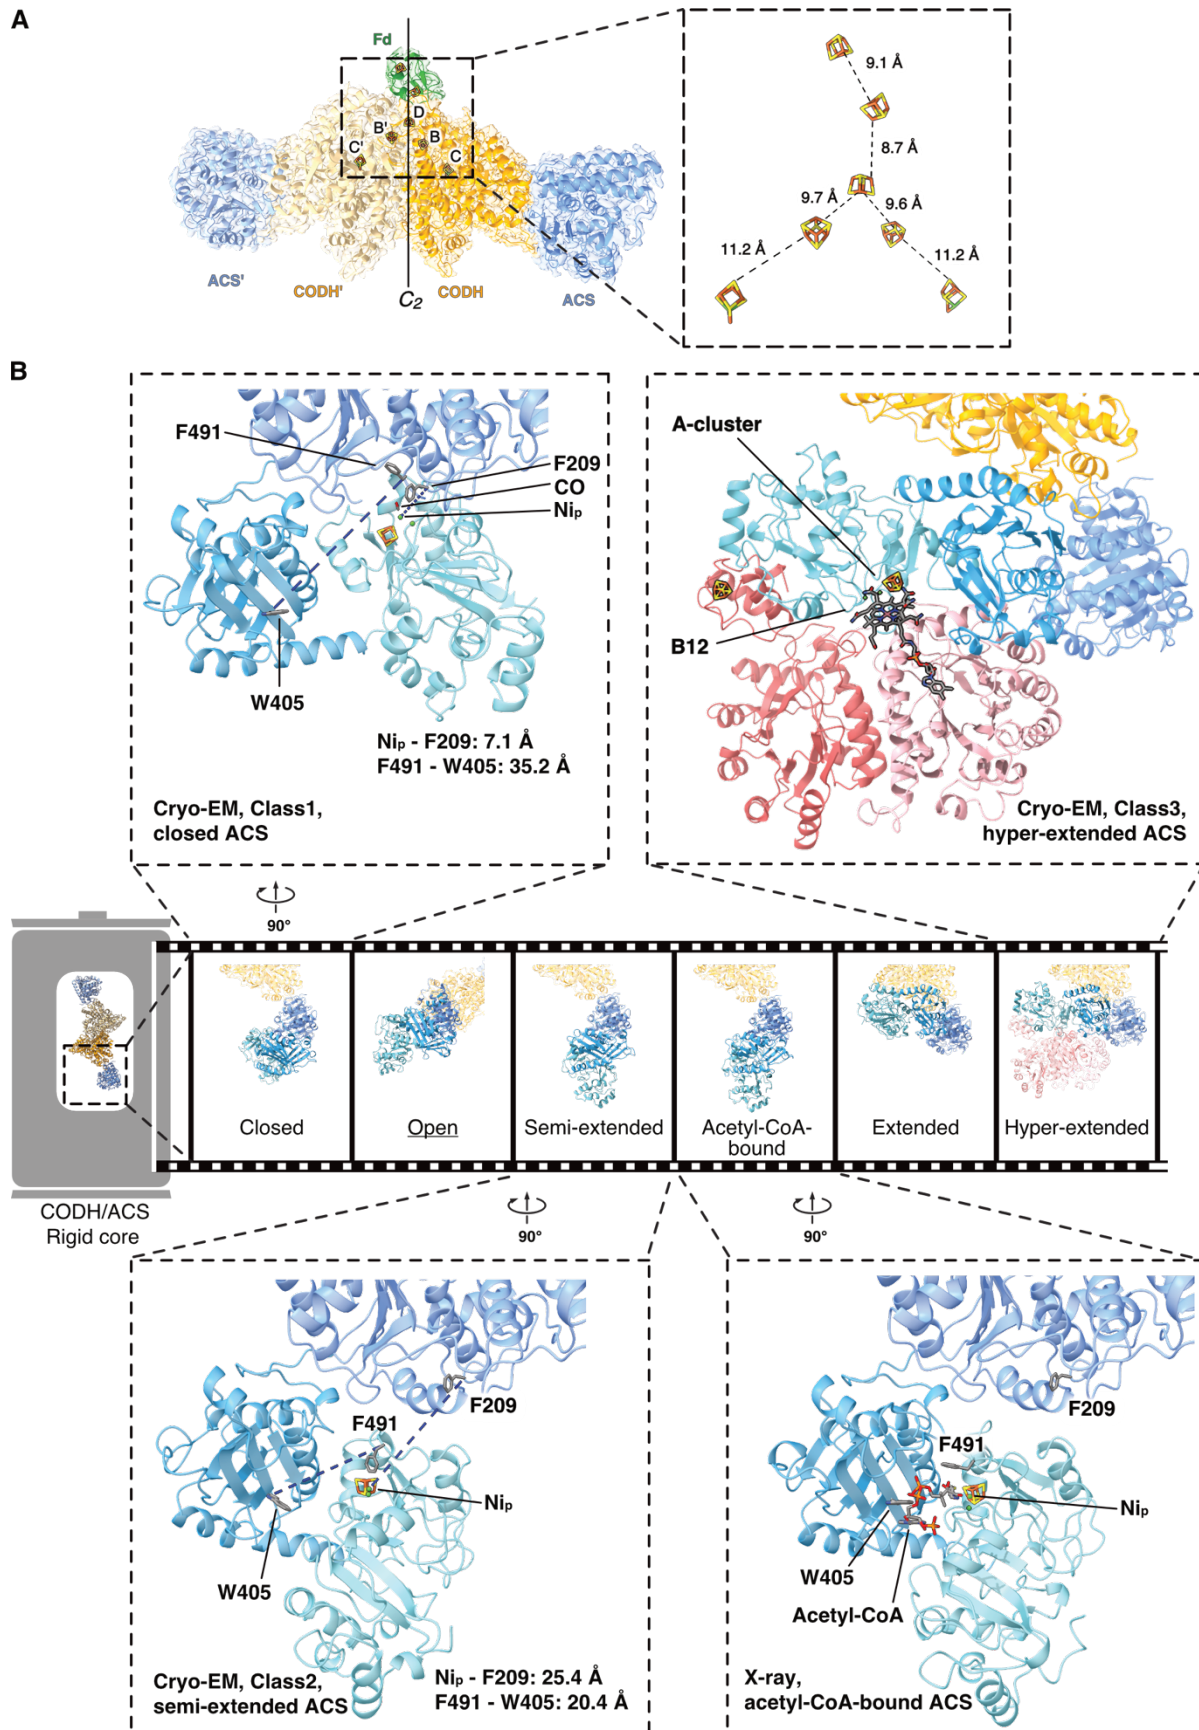 A
Fd
D
B'
B
C'
C
ACS'
CODH'
CODH
ACS
C₂
9.1 Å
8.7 Å
9.7 Å
9.6 Å
11.2 Å
11.2 Å
B
F491
F209
CO
Niₚ
W405
Niₚ - F209: 7.1 Å
F491 - W405: 35.2 Å
Cryo-EM, Class1,
closed ACS
A-cluster
B12
Cryo-EM, Class3,
hyper-extended ACS
90°
Closed
Open
Semi-extended
Acetyl-CoA-
bound
Extended
Hyper-extended
CODH/ACS
Rigid core
90°
90°
F209
F491
Niₚ
W405
Cryo-EM, Class2,
semi-extended ACS
Niₚ - F209: 25.4 Å
F491 - W405: 20.4 Å
F209
F491
Niₚ
W405
Acetyl-CoA
X-ray,
acetyl-CoA-bound ACS